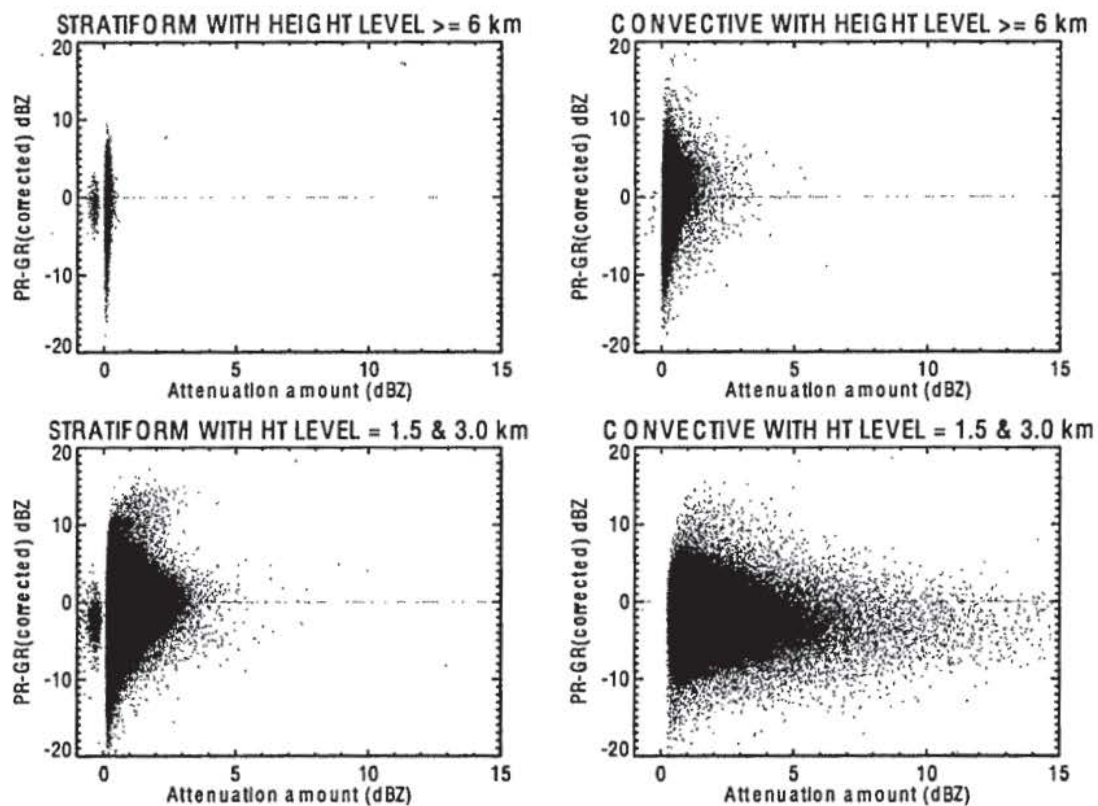 STRATIFORM WITH HEIGHT LEVEL >= 6 km
20
10
0
-10
-20
PR-GR(corrected) dBZ
0 5 10 15
Attenuation amount (dBZ)
CONVECTIVE WITH HEIGHT LEVEL >= 6 km
20
10
0
-10
-20
PR-GR(corrected) dBZ
0 5 10 15
Attenuation amount (dBZ)
STRATIFORM WITH HT LEVEL = 1.5 & 3.0 km
20
10
0
-10
-20
PR-GR(corrected) dBZ
0 5 10 15
Attenuation amount (dBZ)
CONVECTIVE WITH HT LEVEL = 1.5 & 3.0 km
20
10
0
-10
-20
PR-GR(corrected) dBZ
0 5 10 15
Attenuation amount (dBZ)